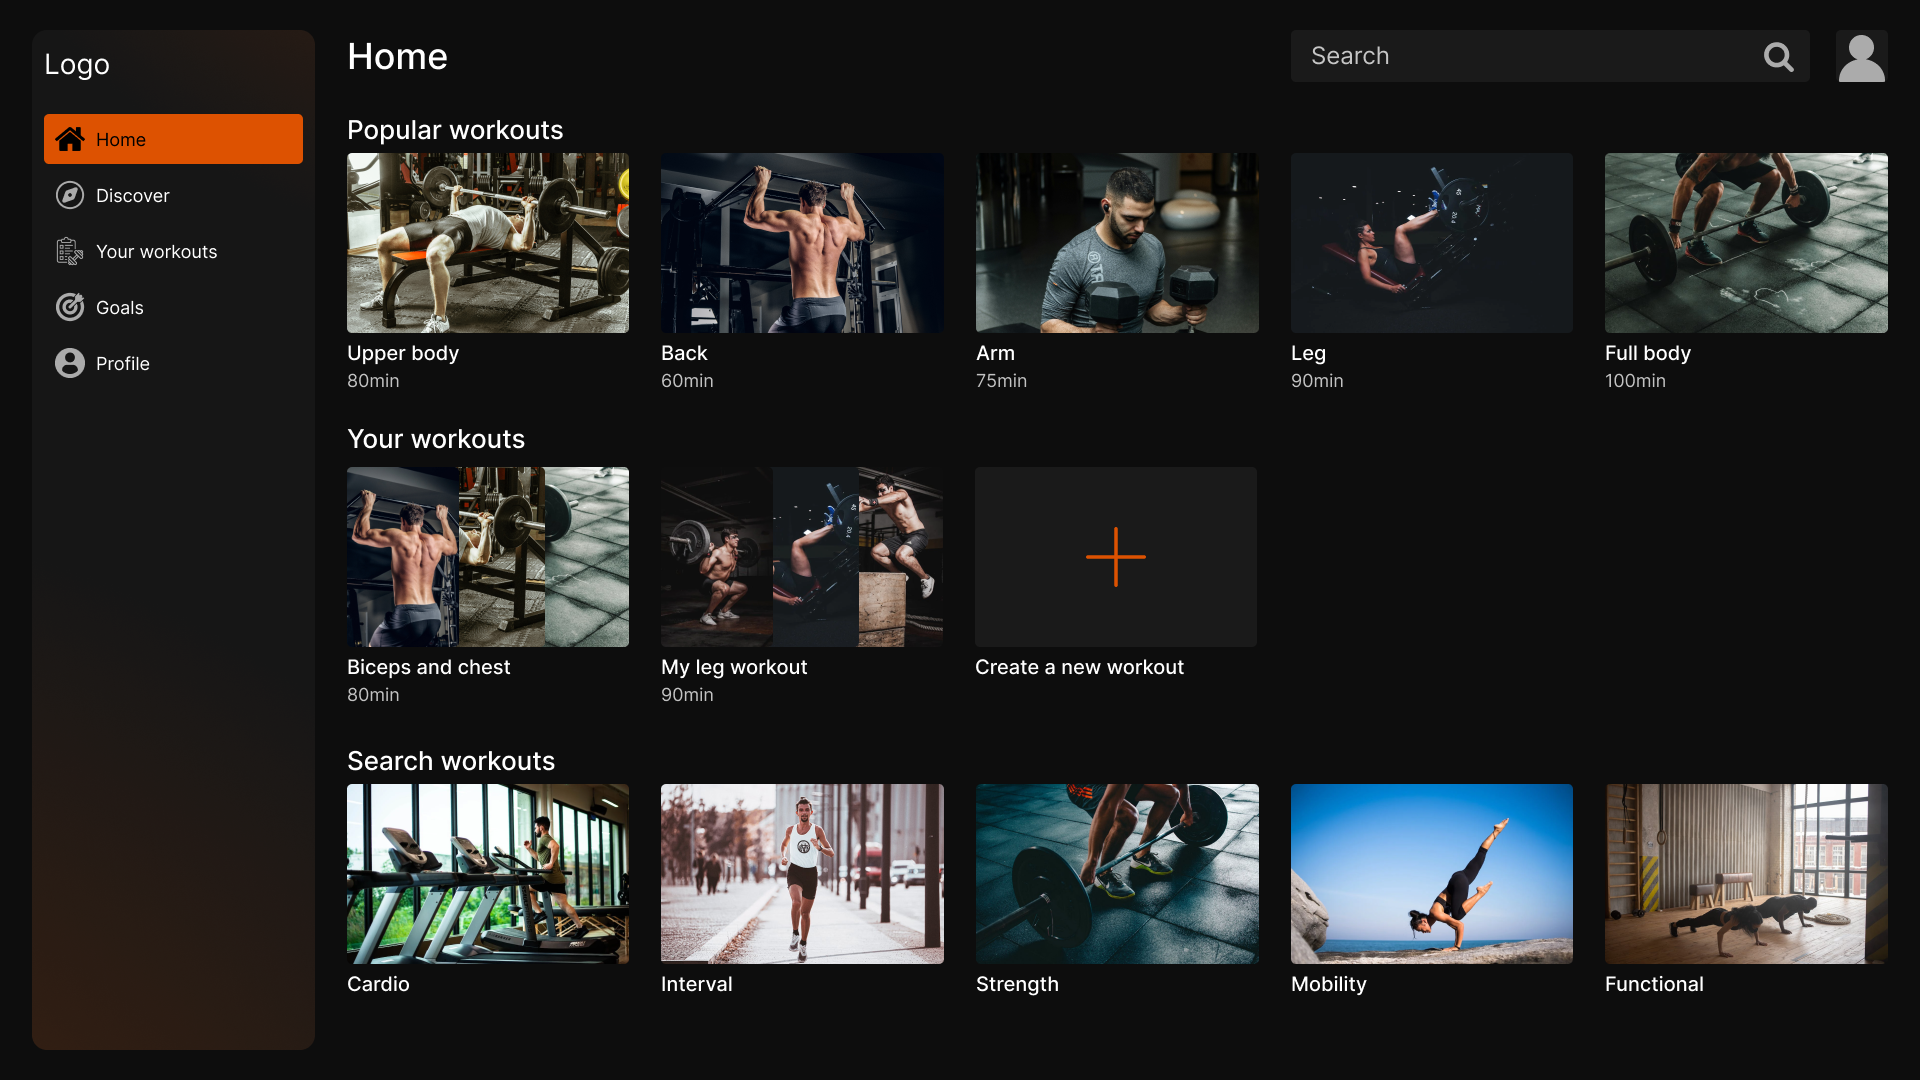 Logo
Home
Discover
Your workouts
Goals
Profile
Home
Search
Popular workouts
Upper body
80min
Back
60min
Arm
75min
Leg
90min
Full body
100min
Your workouts
Biceps and chest
80min
My leg workout
90min
Create a new workout
Search workouts
Cardio
Interval
Strength
Mobility
Functional